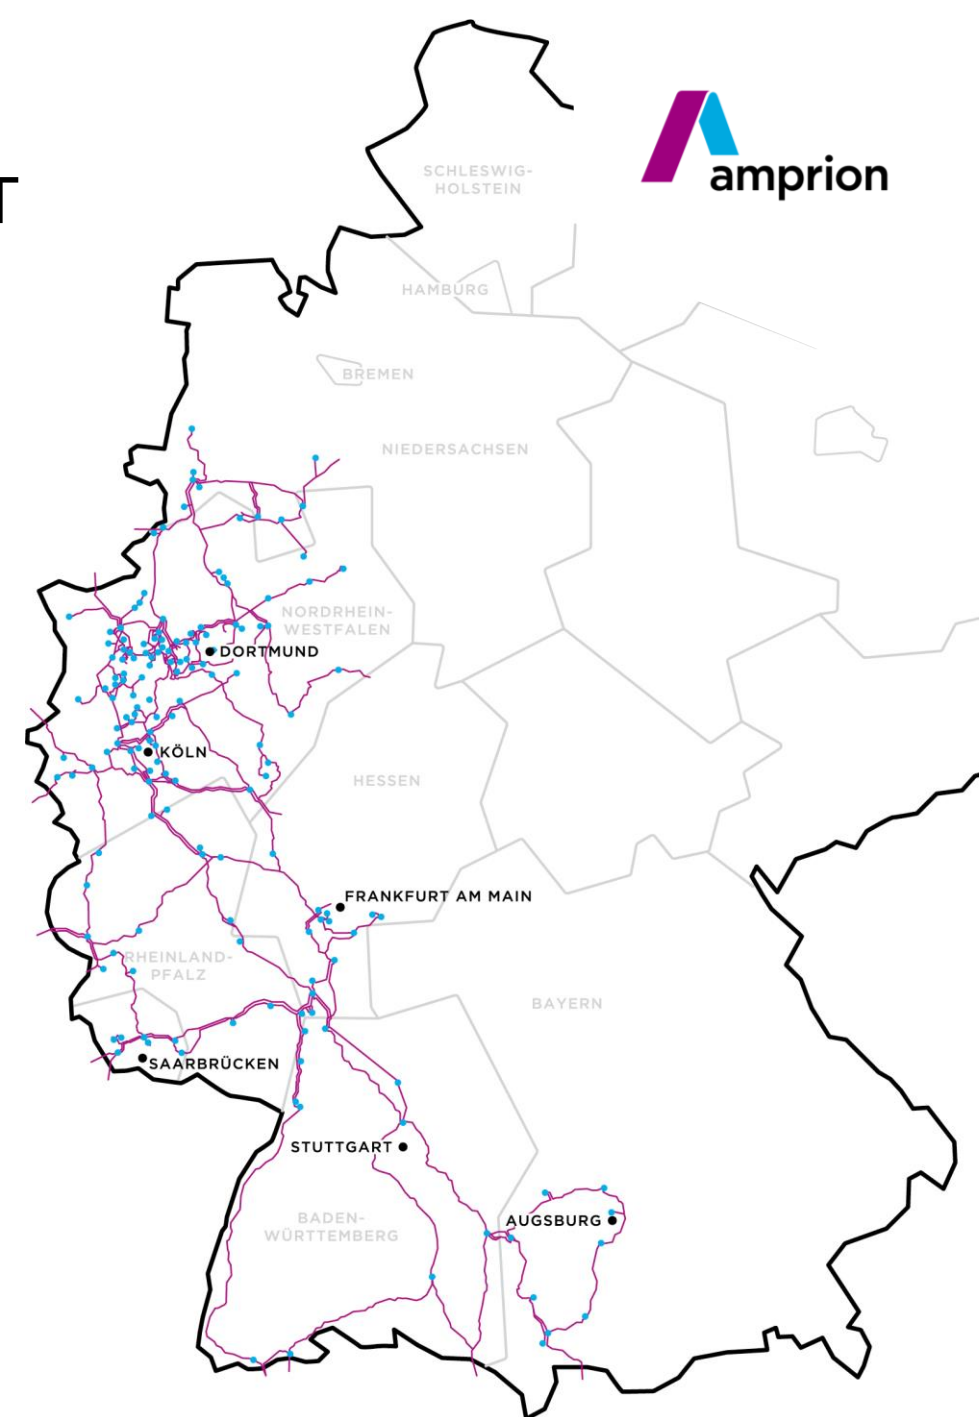 T
amprion
SCHLESWIG-
HOLSTEIN
HAMBURG
BREMEN
NIEDERSACHSEN
NORDRHEIN-
WESTFALEN
DORTMUND
KÖLN
HESSEN
FRANKFURT AM MAIN
RHEINLAND-
PFALZ
BAYERN
SAARBRÜCKEN
STUTTGART
AUGSBURG
BADEN-
WÜRTTEMBERG